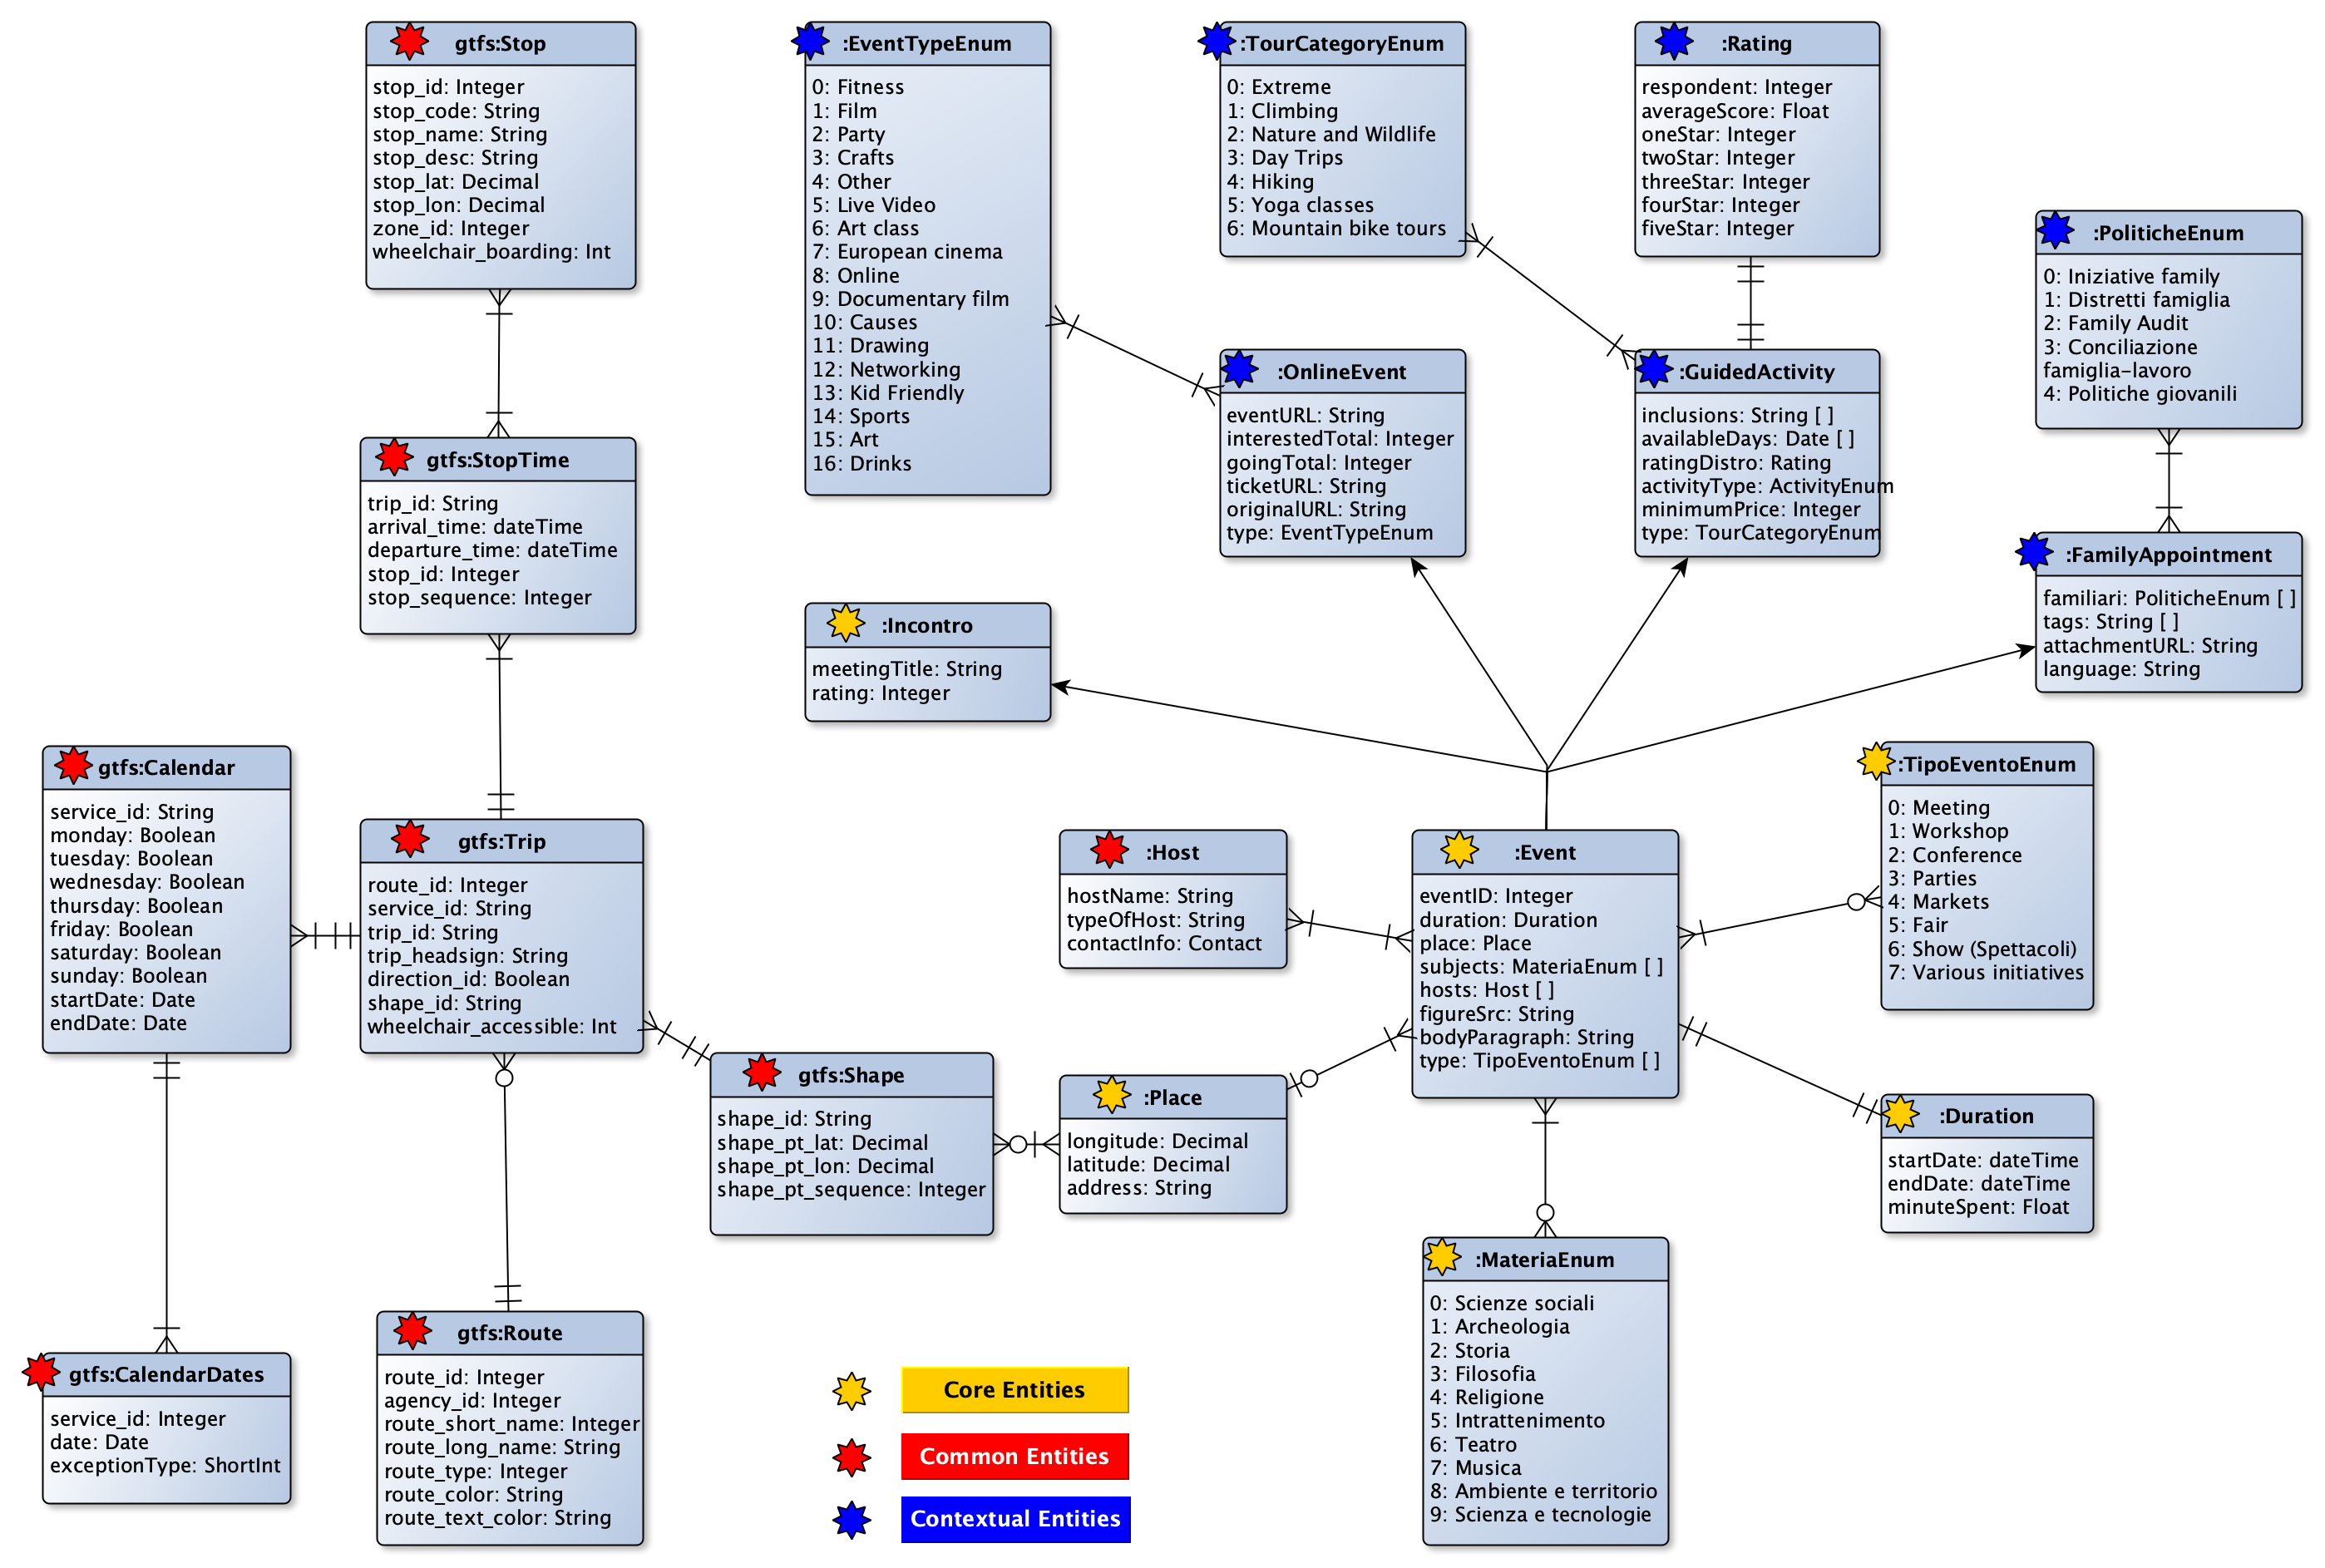 gtfs:Stop
stop_id: Integer
stop_code: String
stop_name: String
stop_desc: String
stop_lat: Decimal
stop_lon: Decimal
zone_id: Integer
wheelchair_boarding: Int
:EventTypeEnum
0: Fitness
1: Film
2: Party
3: Crafts
4: Other
5: Live Video
6: Art class
7: European cinema
8: Online
9: Documentary film
10: Causes
11: Drawing
12: Networking
13: Kid Friendly
14: Sports
15: Art
16: Drinks
:TourCategoryEnum
0: Extreme
1: Climbing
2: Nature and Wildlife
3: Day Trips
4: Hiking
5: Yoga classes
6: Mountain bike tours
:Rating
respondent: Integer
averageScore: Float
oneStar: Integer
twoStar: Integer
threeStar: Integer
fourStar: Integer
fiveStar: Integer
:PoliticheEnum
0: Iniziative family
1: Distretti famiglia
2: Family Audit
3: Conciliazione
famiglia-lavoro
4: Politiche giovanili
:OnlineEvent
eventURL: String
interestedTotal: Integer
goingTotal: Integer
ticketURL: String
originalURL: String
type: EventTypeEnum
:GuidedActivity
inclusions: String [ ]
availableDays: Date [ ]
ratingDistro: Rating
activityType: ActivityEnum
minimumPrice: Integer
type: TourCategoryEnum
gtfs:StopTime
trip_id: String
arrival_time: dateTime
departure_time: dateTime
stop_id: Integer
stop_sequence: Integer
:FamilyAppointment
familiari: PoliticheEnum [ ]
tags: String [ ]
attachmentURL: String
language: String
:Incontro
meetingTitle: String
rating: Integer
gtfs:Calendar
service_id: String
monday: Boolean
tuesday: Boolean
wednesday: Boolean
thursday: Boolean
friday: Boolean
saturday: Boolean
sunday: Boolean
startDate: Date
endDate: Date
gtfs:Trip
route_id: Integer
service_id: String
trip_id: String
trip_headsign: String
direction_id: Boolean
shape_id: String
wheelchair_accessible: Int
:Host
hostName: String
typeOfHost: String
contactInfo: Contact
:Event
eventID: Integer
duration: Duration
place: Place
subjects: MateriaEnum [ ]
hosts: Host [ ]
figureSrc: String
bodyParagraph: String
type: TipoEventoEnum [ ]
:TipoEventoEnum
0: Meeting
1: Workshop
2: Conference
3: Parties
4: Markets
5: Fair
6: Show (Spettacoli)
7: Various initiatives
gtfs:Shape
shape_id: String
shape_pt_lat: Decimal
shape_pt_lon: Decimal
shape_pt_sequence: Integer
:Place
longitude: Decimal
latitude: Decimal
address: String
:Duration
startDate: dateTime
endDate: dateTime
minuteSpent: Float
:MateriaEnum
0: Scienze sociali
1: Archeologia
2: Storia
3: Filosofia
4: Religione
5: Intrattenimento
6: Teatro
7: Musica
8: Ambiente e territorio
9: Scienza e tecnologie
gtfs:CalendarDates
service_id: Integer
date: Date
exceptionType: ShortInt
gtfs:Route
route_id: Integer
agency_id: Integer
route_short_name: Integer
route_long_name: String
route_type: Integer
route_color: String
route_text_color: String
Core Entities
Common Entities
Contextual Entities